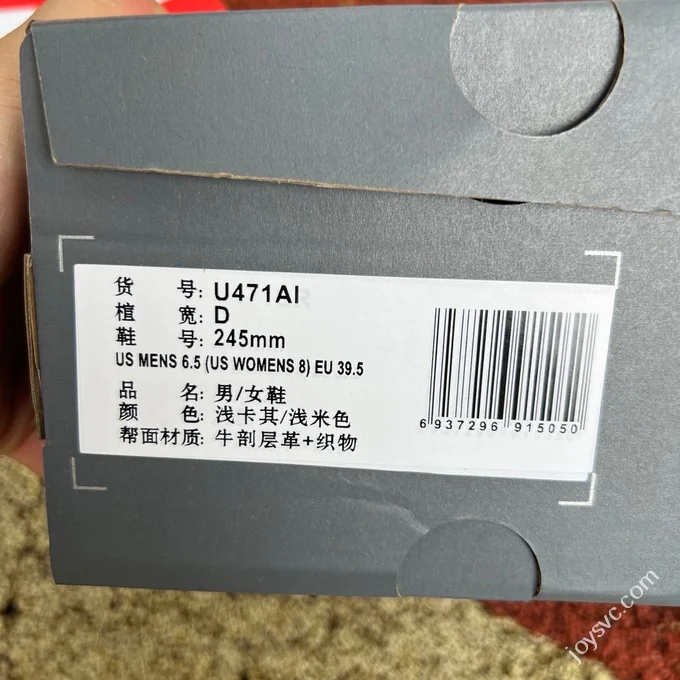 货 号: U471AI
楦 宽: D
鞋 号: 245mm
US MENS 6.5 (US WOMENS 8) EU 39.5
品 名: 男/女鞋
颜 色: 浅卡其/浅米色
帮面材质: 牛剖层革+织物
6 937296 915050
joysvc.com